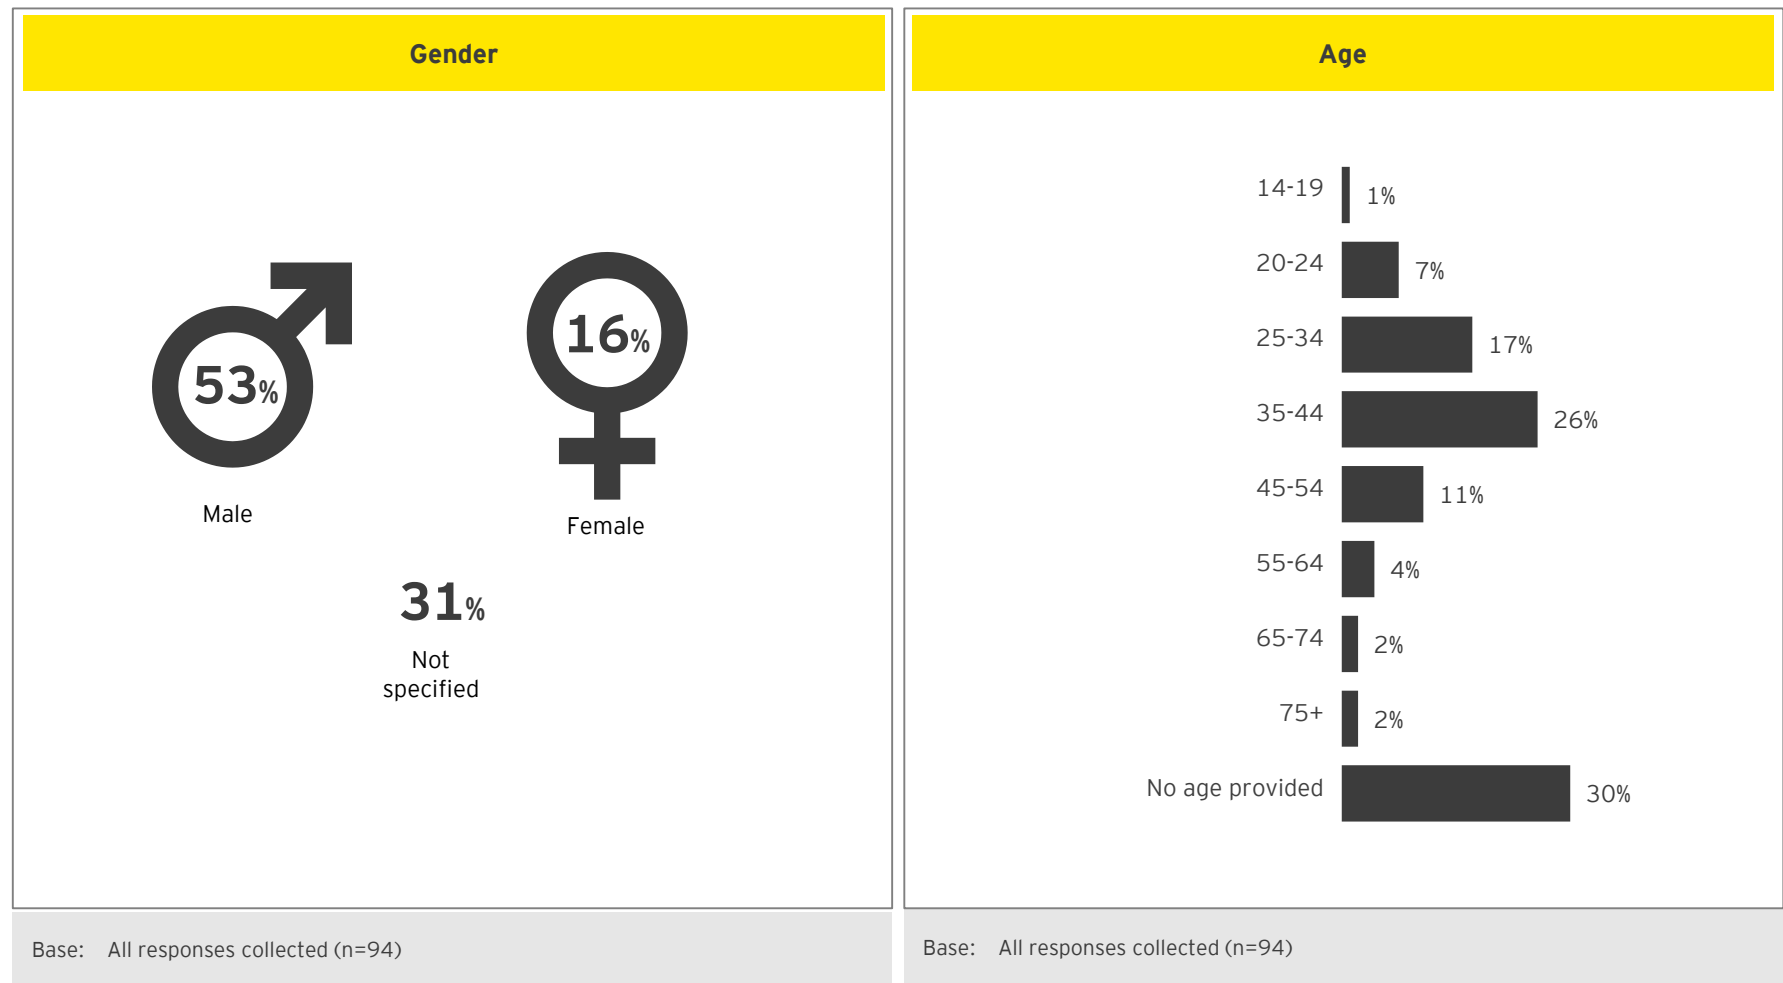 Gender
53%
Male
16%
Female
31%
Not
specified
Base: All responses collected (n=94)
Age
14-19 1%
20-24 7%
25-34 17%
35-44 26%
45-54 11%
55-64 4%
65-74 2%
75+ 2%
No age provided 30%
Base: All responses collected (n=94)